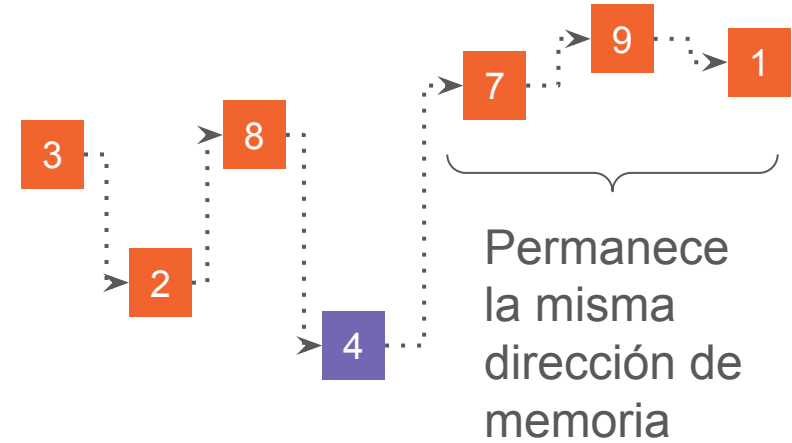 3
2
8
4
7
9
1
Permanece
la misma
dirección de
memoria